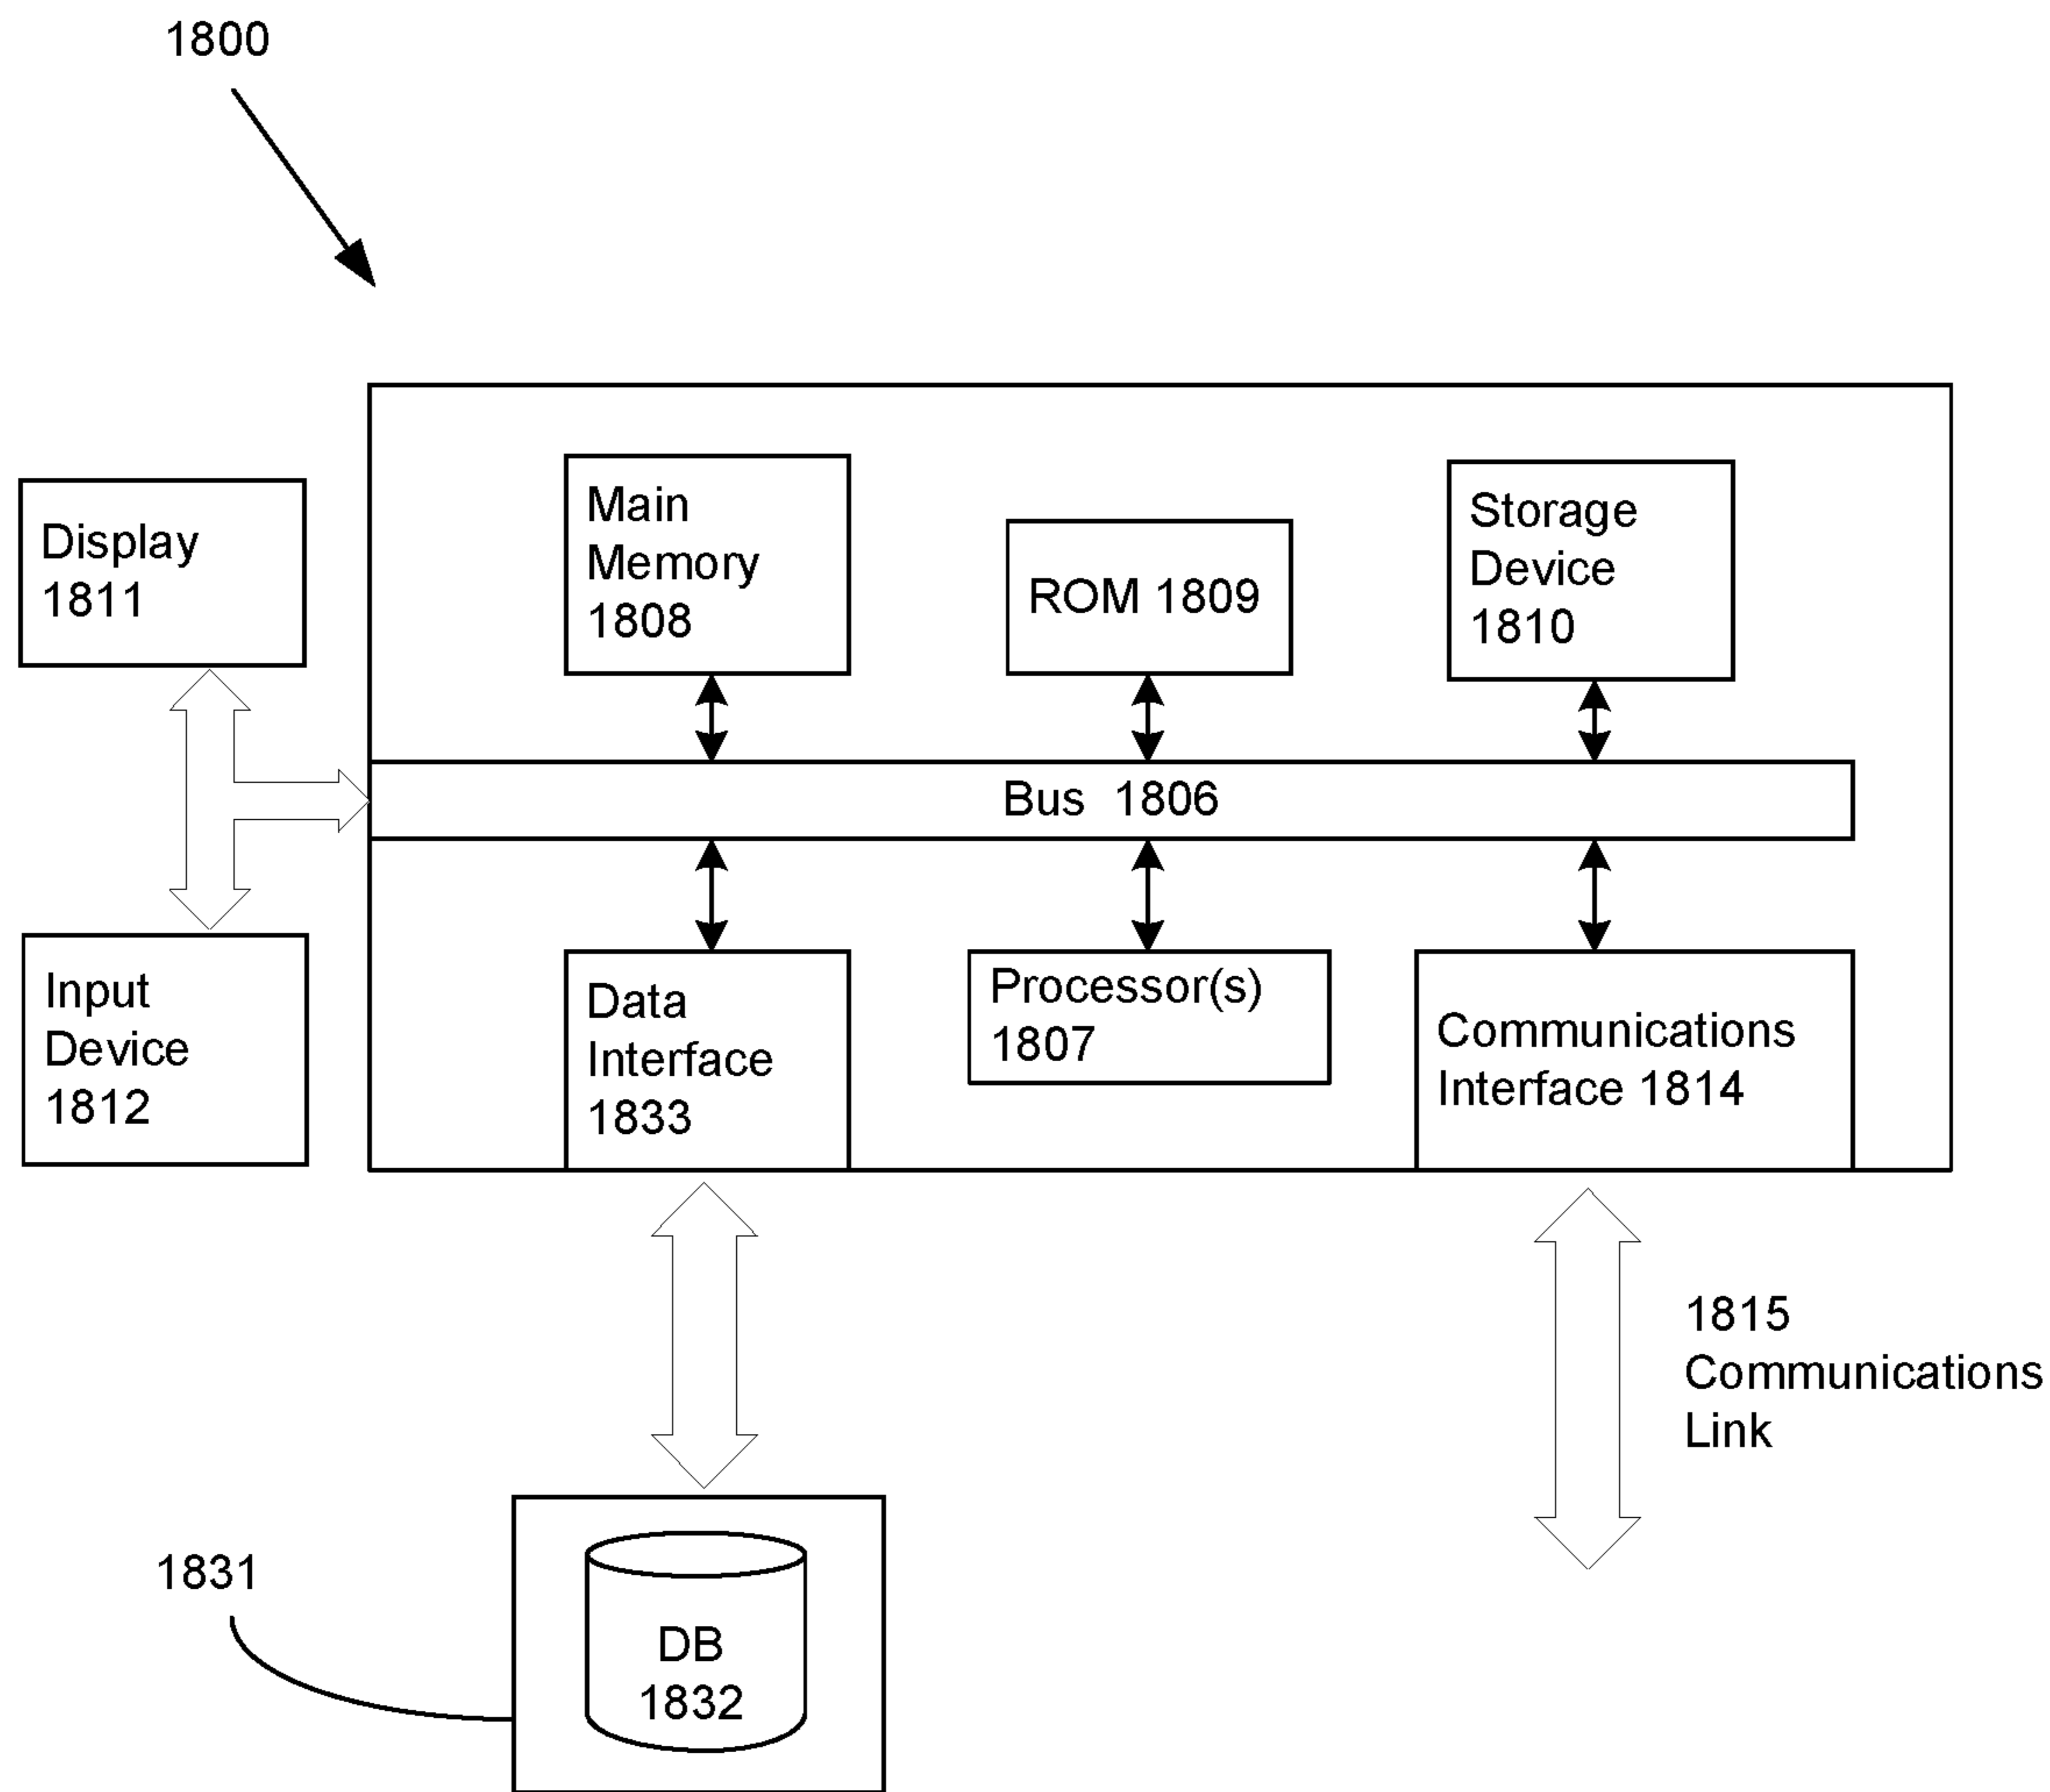 1800
Display
1811
Main
Memory
1808
ROM 1809
Storage
Device
1810
Bus 1806
Input
Device
1812
Data
Interface
1833
Processor(s)
1807
Communications
Interface 1814
1815
Communications
Link
1831
DB
1832